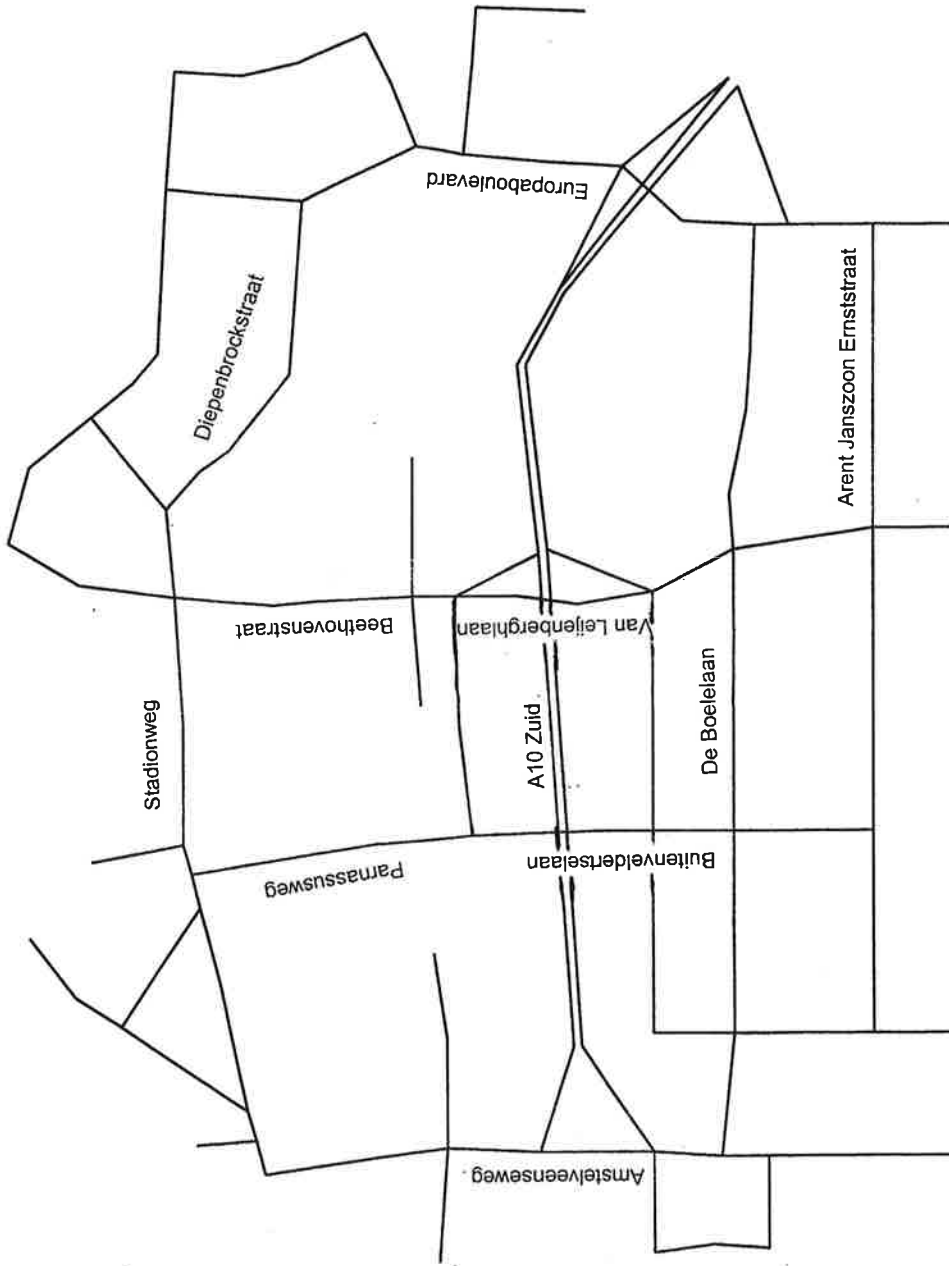 Stadionweg
Diepenbrockstraat
Beethovenstraat
Parnassusweg
Europaboulevard
A10 Zuid
Van Leijenberghlaan
Buitenveldertselaan
Amstelveenseweg
De Boelelaan
Arent Janszoon Ernststraat